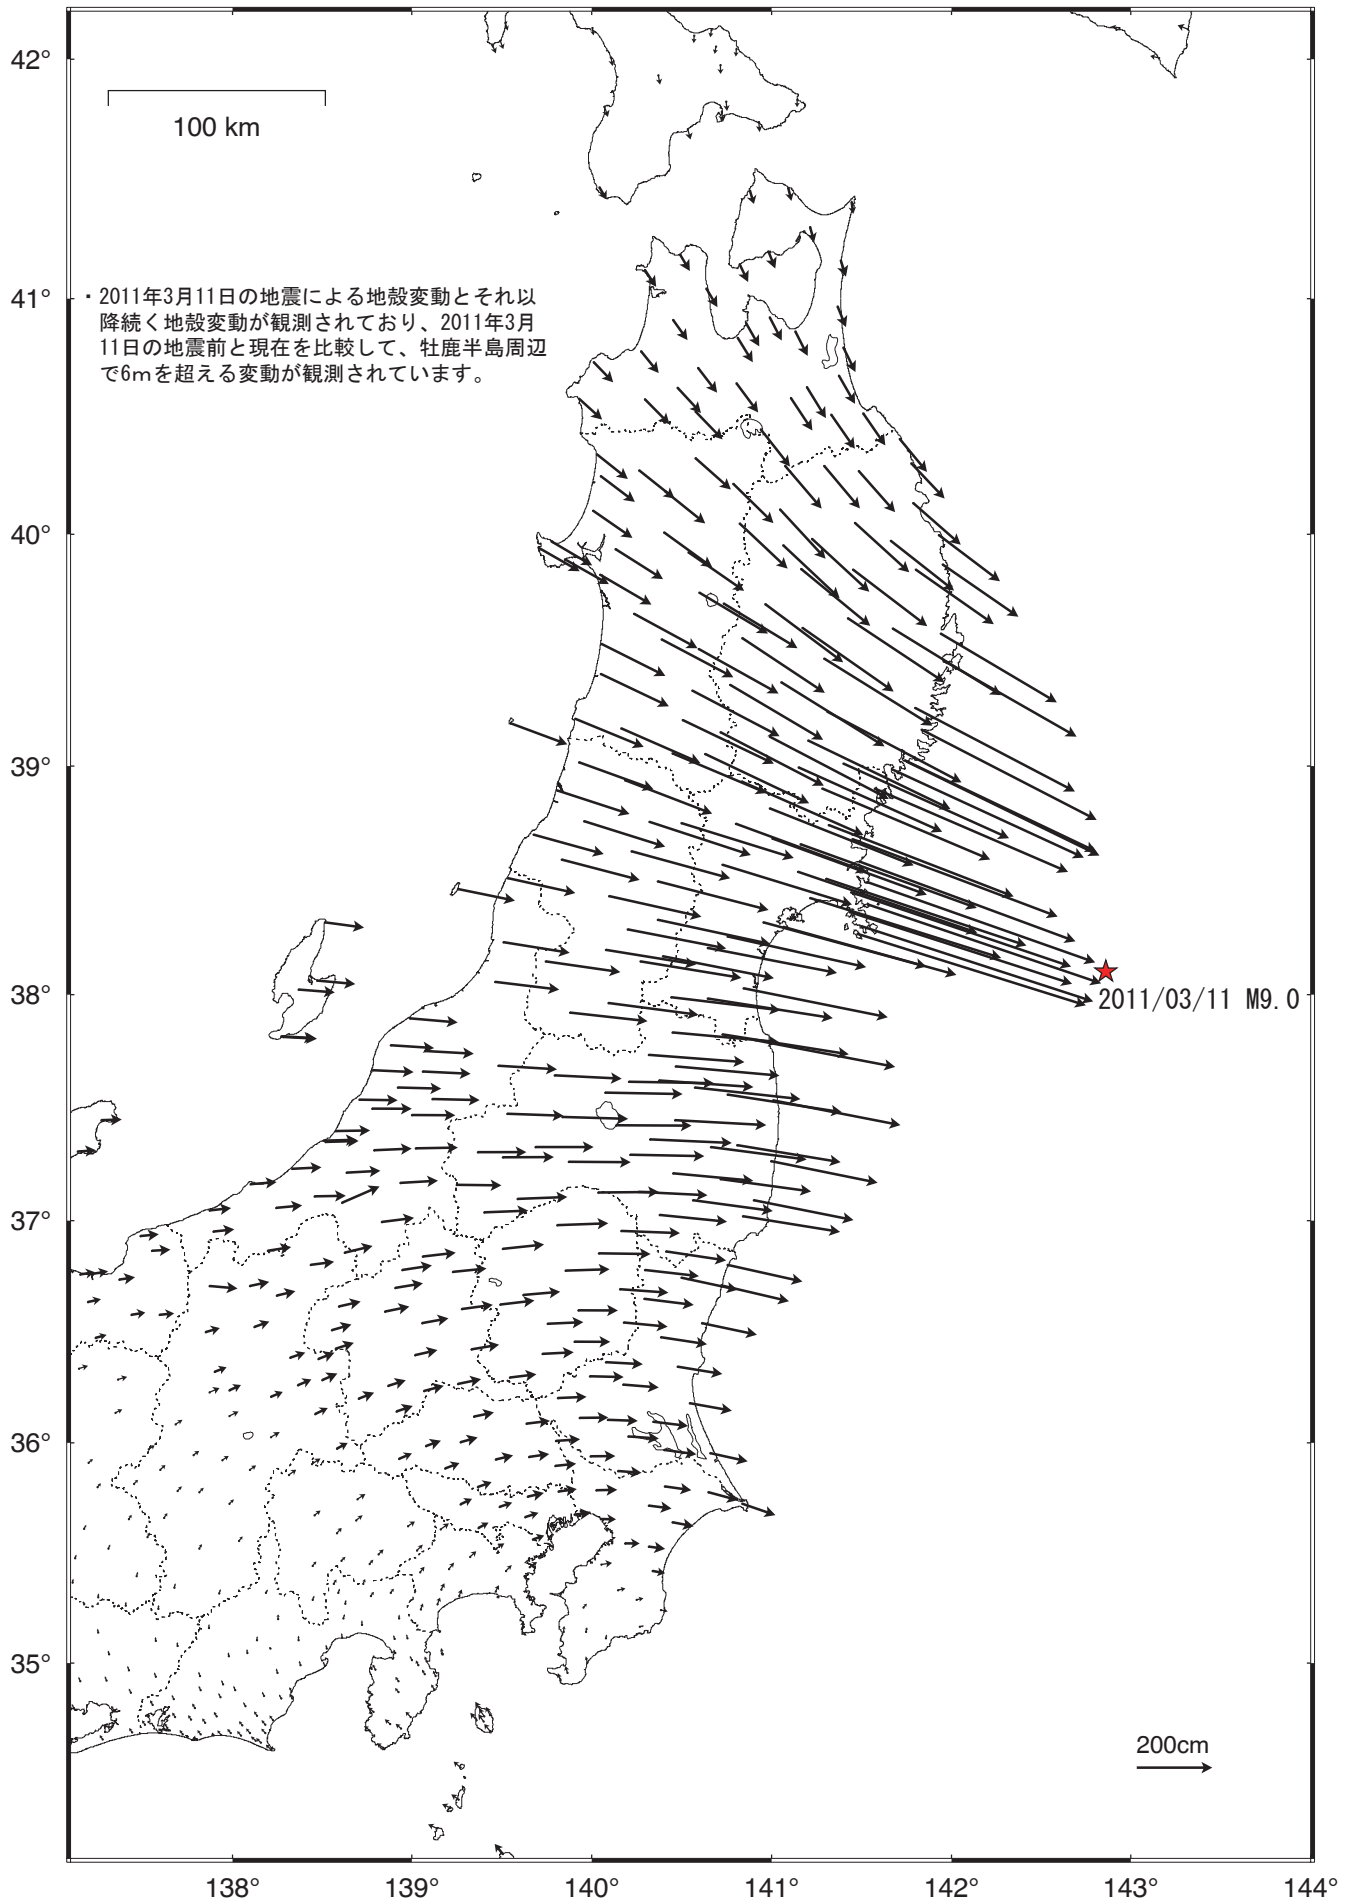 42°
100 km
・2011年3月11日の地震による地殻変動とそれ以
降続く地殻変動が観測されており、2011年3月
11日の地震前と現在を比較して、牡鹿半島周辺
で6mを超える変動が観測されています。
41°
40°
39°
38°
2011/03/11 M9.0
37°
36°
35°
200cm
138°
139°
140°
141°
142°
143°
144°